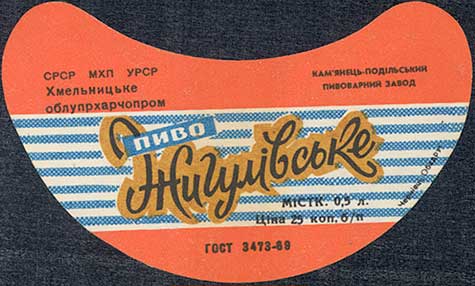 СРСР МХП УРСР
Хмельницьке
облупрхарчопром
КАМ'ЯНЕЦЬ-ПОДІЛЬСЬКИЙ
ПИВОВАРНИЙ ЗАВОД
ПИВО
Жигулівське
МІСТК. 0,5 л.
Ціна 25 коп. б/п
ГОСТ 3473-69